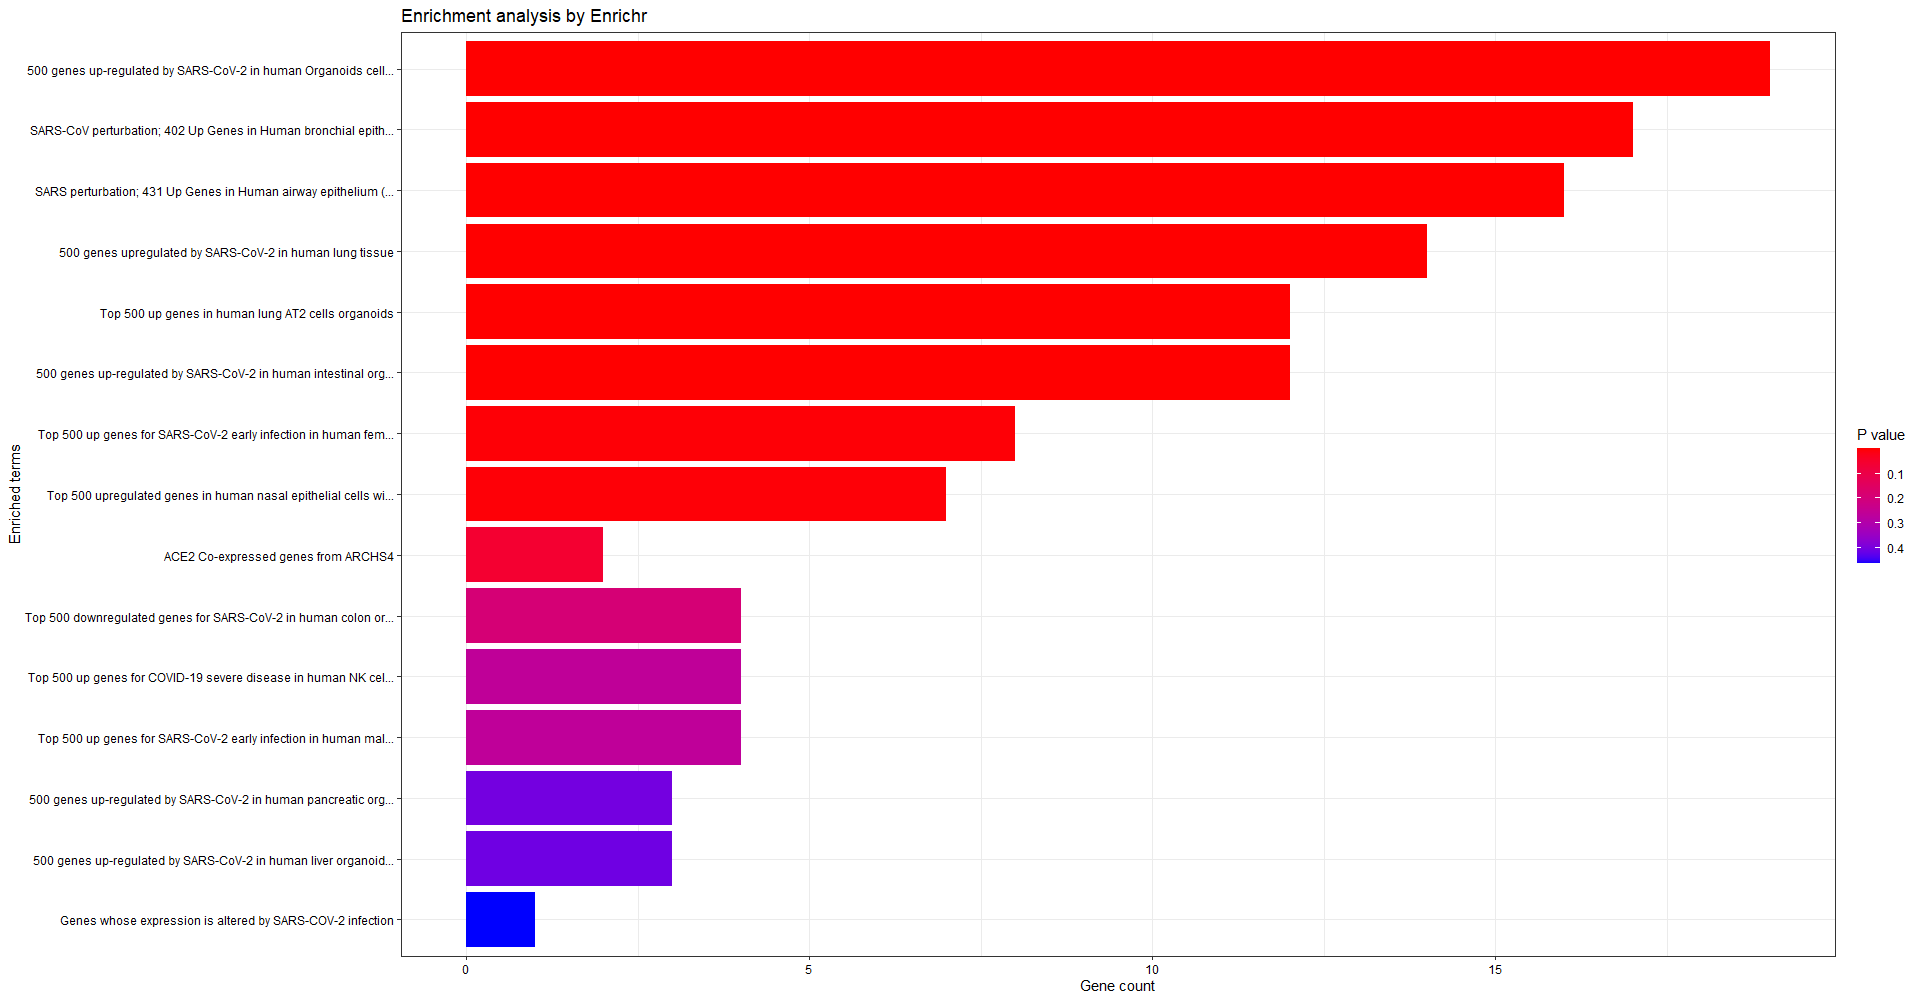 Enrichment analysis by Enrichr
500 genes up-regulated by SARS-CoV-2 in human Organoids cell...
SARS-CoV perturbation; 402 Up Genes in Human bronchial epith...
SARS perturbation; 431 Up Genes in Human airway epithelium (...
500 genes upregulated by SARS-CoV-2 in human lung tissue
Top 500 up genes in human lung AT2 cells organoids
500 genes up-regulated by SARS-CoV-2 in human intestinal org...
Top 500 up genes for SARS-CoV-2 early infection in human fem...
Top 500 upregulated genes in human nasal epithelial cells wi...
ACE2 Co-expressed genes from ARCHS4
Top 500 downregulated genes for SARS-CoV-2 in human colon or...
Top 500 up genes for COVID-19 severe disease in human NK cel...
Top 500 up genes for SARS-CoV-2 early infection in human mal...
500 genes up-regulated by SARS-CoV-2 in human pancreatic org...
500 genes up-regulated by SARS-CoV-2 in human liver organoid...
Genes whose expression is altered by SARS-COV-2 infection
Enriched terms
0
5
10
15
Gene count
P value
0.1
0.2
0.3
0.4